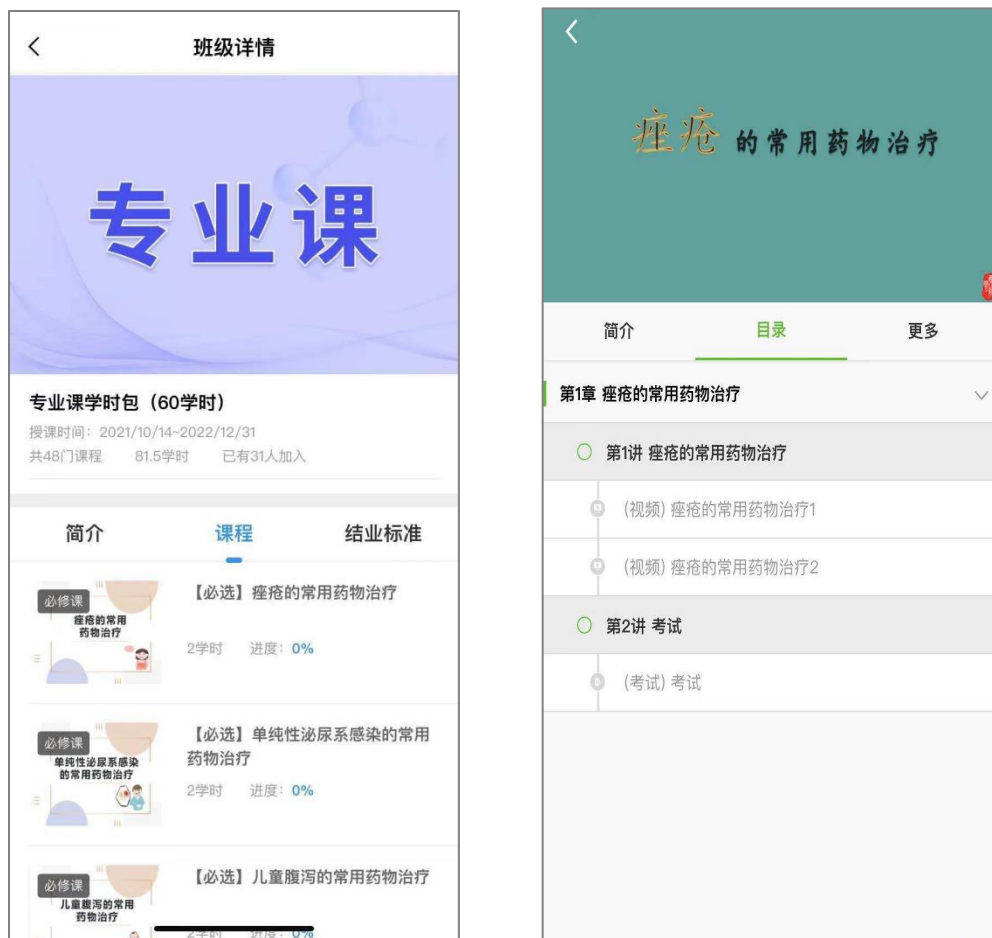 班级详情
专业课
专业课学时包（60学时）
授课时间：2021/10/14~2022/12/31
共48门课程 81.5学时 已有31人加入
简介 课程 结业标准
必修课
痤疮的常用
药物治疗
【必选】痤疮的常用药物治疗
2学时 进度：0%
必修课
单纯性泌尿系感染
的常用药物治疗
【必选】单纯性泌尿系感染的常用
药物治疗
2学时 进度：0%
必修课
儿童腹泻的常用
药物治疗
【必选】儿童腹泻的常用药物治疗
2学时 进度：0%
痤疮的常用药物治疗
简介 目录 更多
第1章 痤疮的常用药物治疗
第1讲 痤疮的常用药物治疗
(视频) 痤疮的常用药物治疗1
(视频) 痤疮的常用药物治疗2
第2讲 考试
(考试) 考试